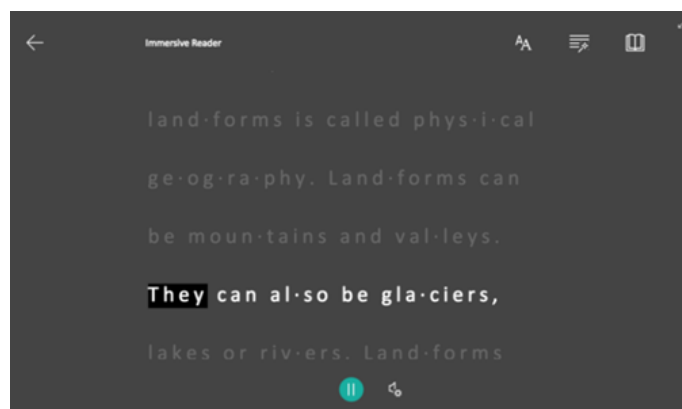 Immersive Reader
land·forms is called phys·i·cal
ge·og·ra·phy. Land·forms can
be moun·tains and val·leys.
They can al·so be gla·ciers,
lakes or riv·ers. Land·forms